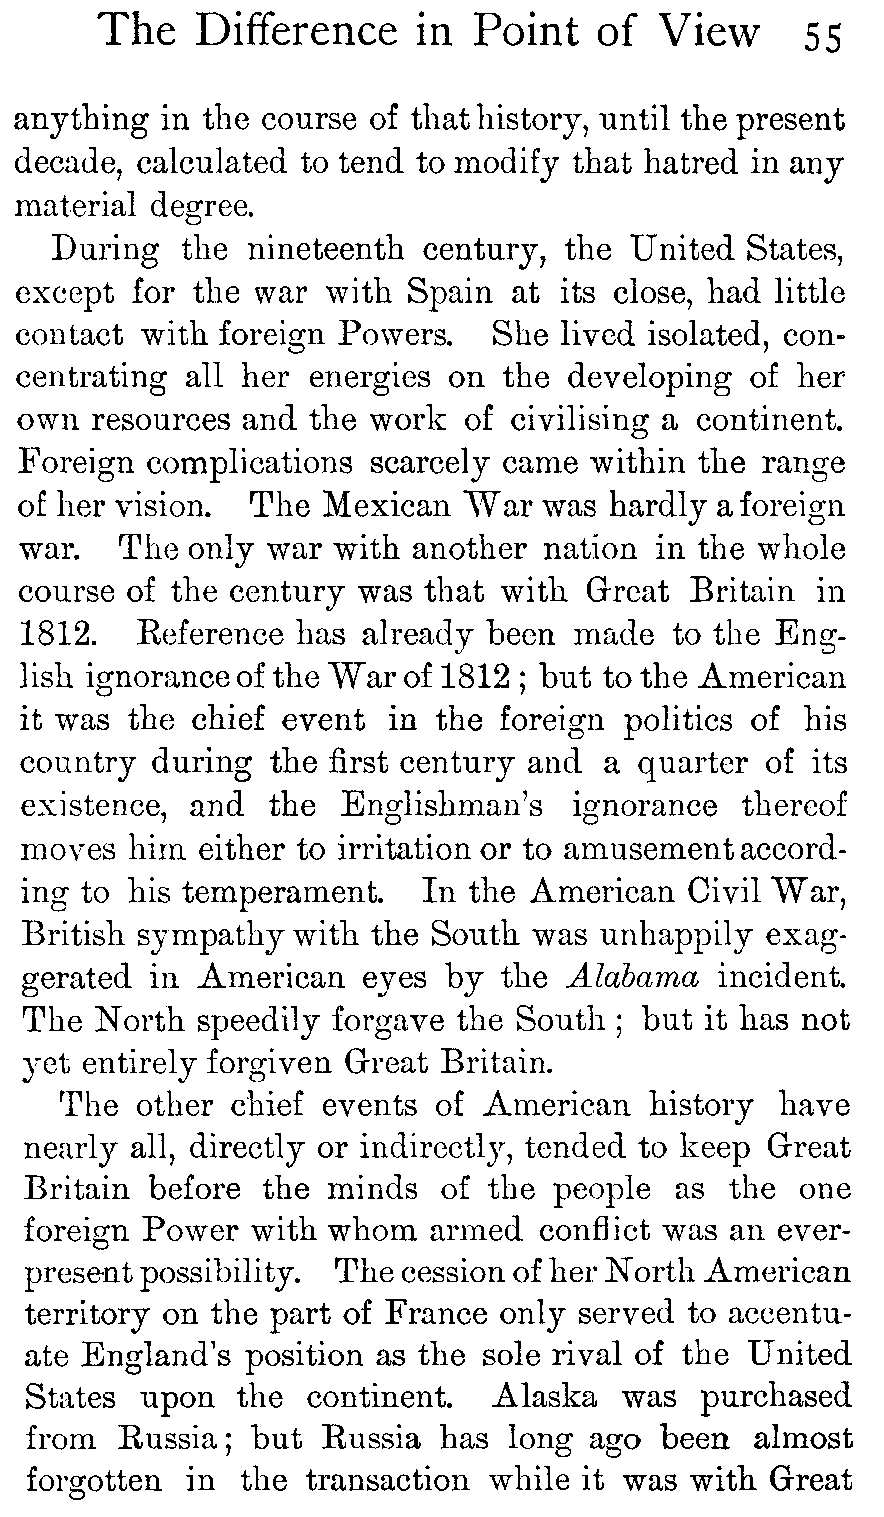 The Difference in Point of View 55
anything in the course of that history, until the present
decade, calculated to tend to modify that hatred in any
material degree.
During the nineteenth century, the United States,
except for the war with Spain at its close, had little
contact with foreign Powers. She lived isolated, con-
centrating all her energies on the developing of her
own resources and the work of civilising a continent.
Foreign complications scarcely came within the range
of her vision. The Mexican War was hardly a foreign
war. The only war with another nation in the whole
course of the century was that with Great Britain in
1812. Reference has already been made to the Eng-
lish ignorance of the War of 1812 ; but to the American
it was the chief event in the foreign politics of his
country during the first century and a quarter of its
existence, and the Englishman's ignorance thereof
moves him either to irritation or to amusement accord-
ing to his temperament. In the American Civil War,
British sympathy with the South was unhappily exag-
gerated in American eyes by the Alabama incident.
The North speedily forgave the South ; but it has not
yet entirely forgiven Great Britain.
The other chief events of American history have
nearly all, directly or indirectly, tended to keep Great
Britain before the minds of the people as the one
foreign Power with whom armed conflict was an ever-
present possibility. The cession of her North American
territory on the part of France only served to accentu-
ate England's position as the sole rival of the United
States upon the continent. Alaska was purchased
from Russia; but Russia has long ago been almost
forgotten in the transaction while it was with Great